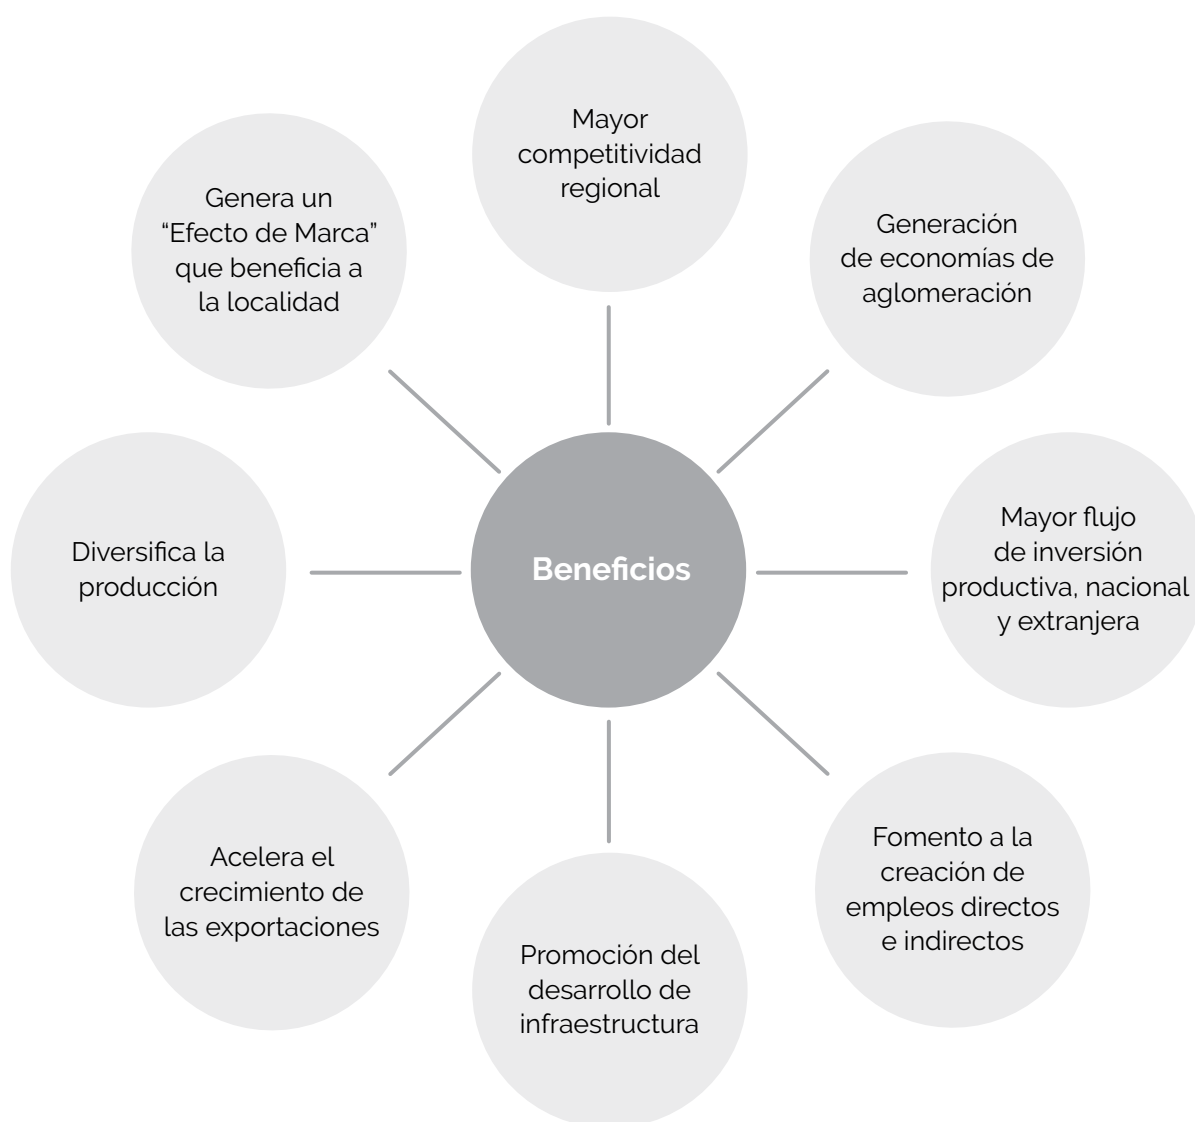 Mayor
competitividad
regional
Generación
de economías de
aglomeración
Mayor flujo
de inversión
productiva, nacional
y extranjera
Fomento a la
creación de
empleos directos
e indirectos
Promoción del
desarrollo de
infraestructura
Acelera el
crecimiento de
las exportaciones
Diversifica la
producción
Genera un
“Efecto de Marca”
que beneficia a
la localidad
Beneficios